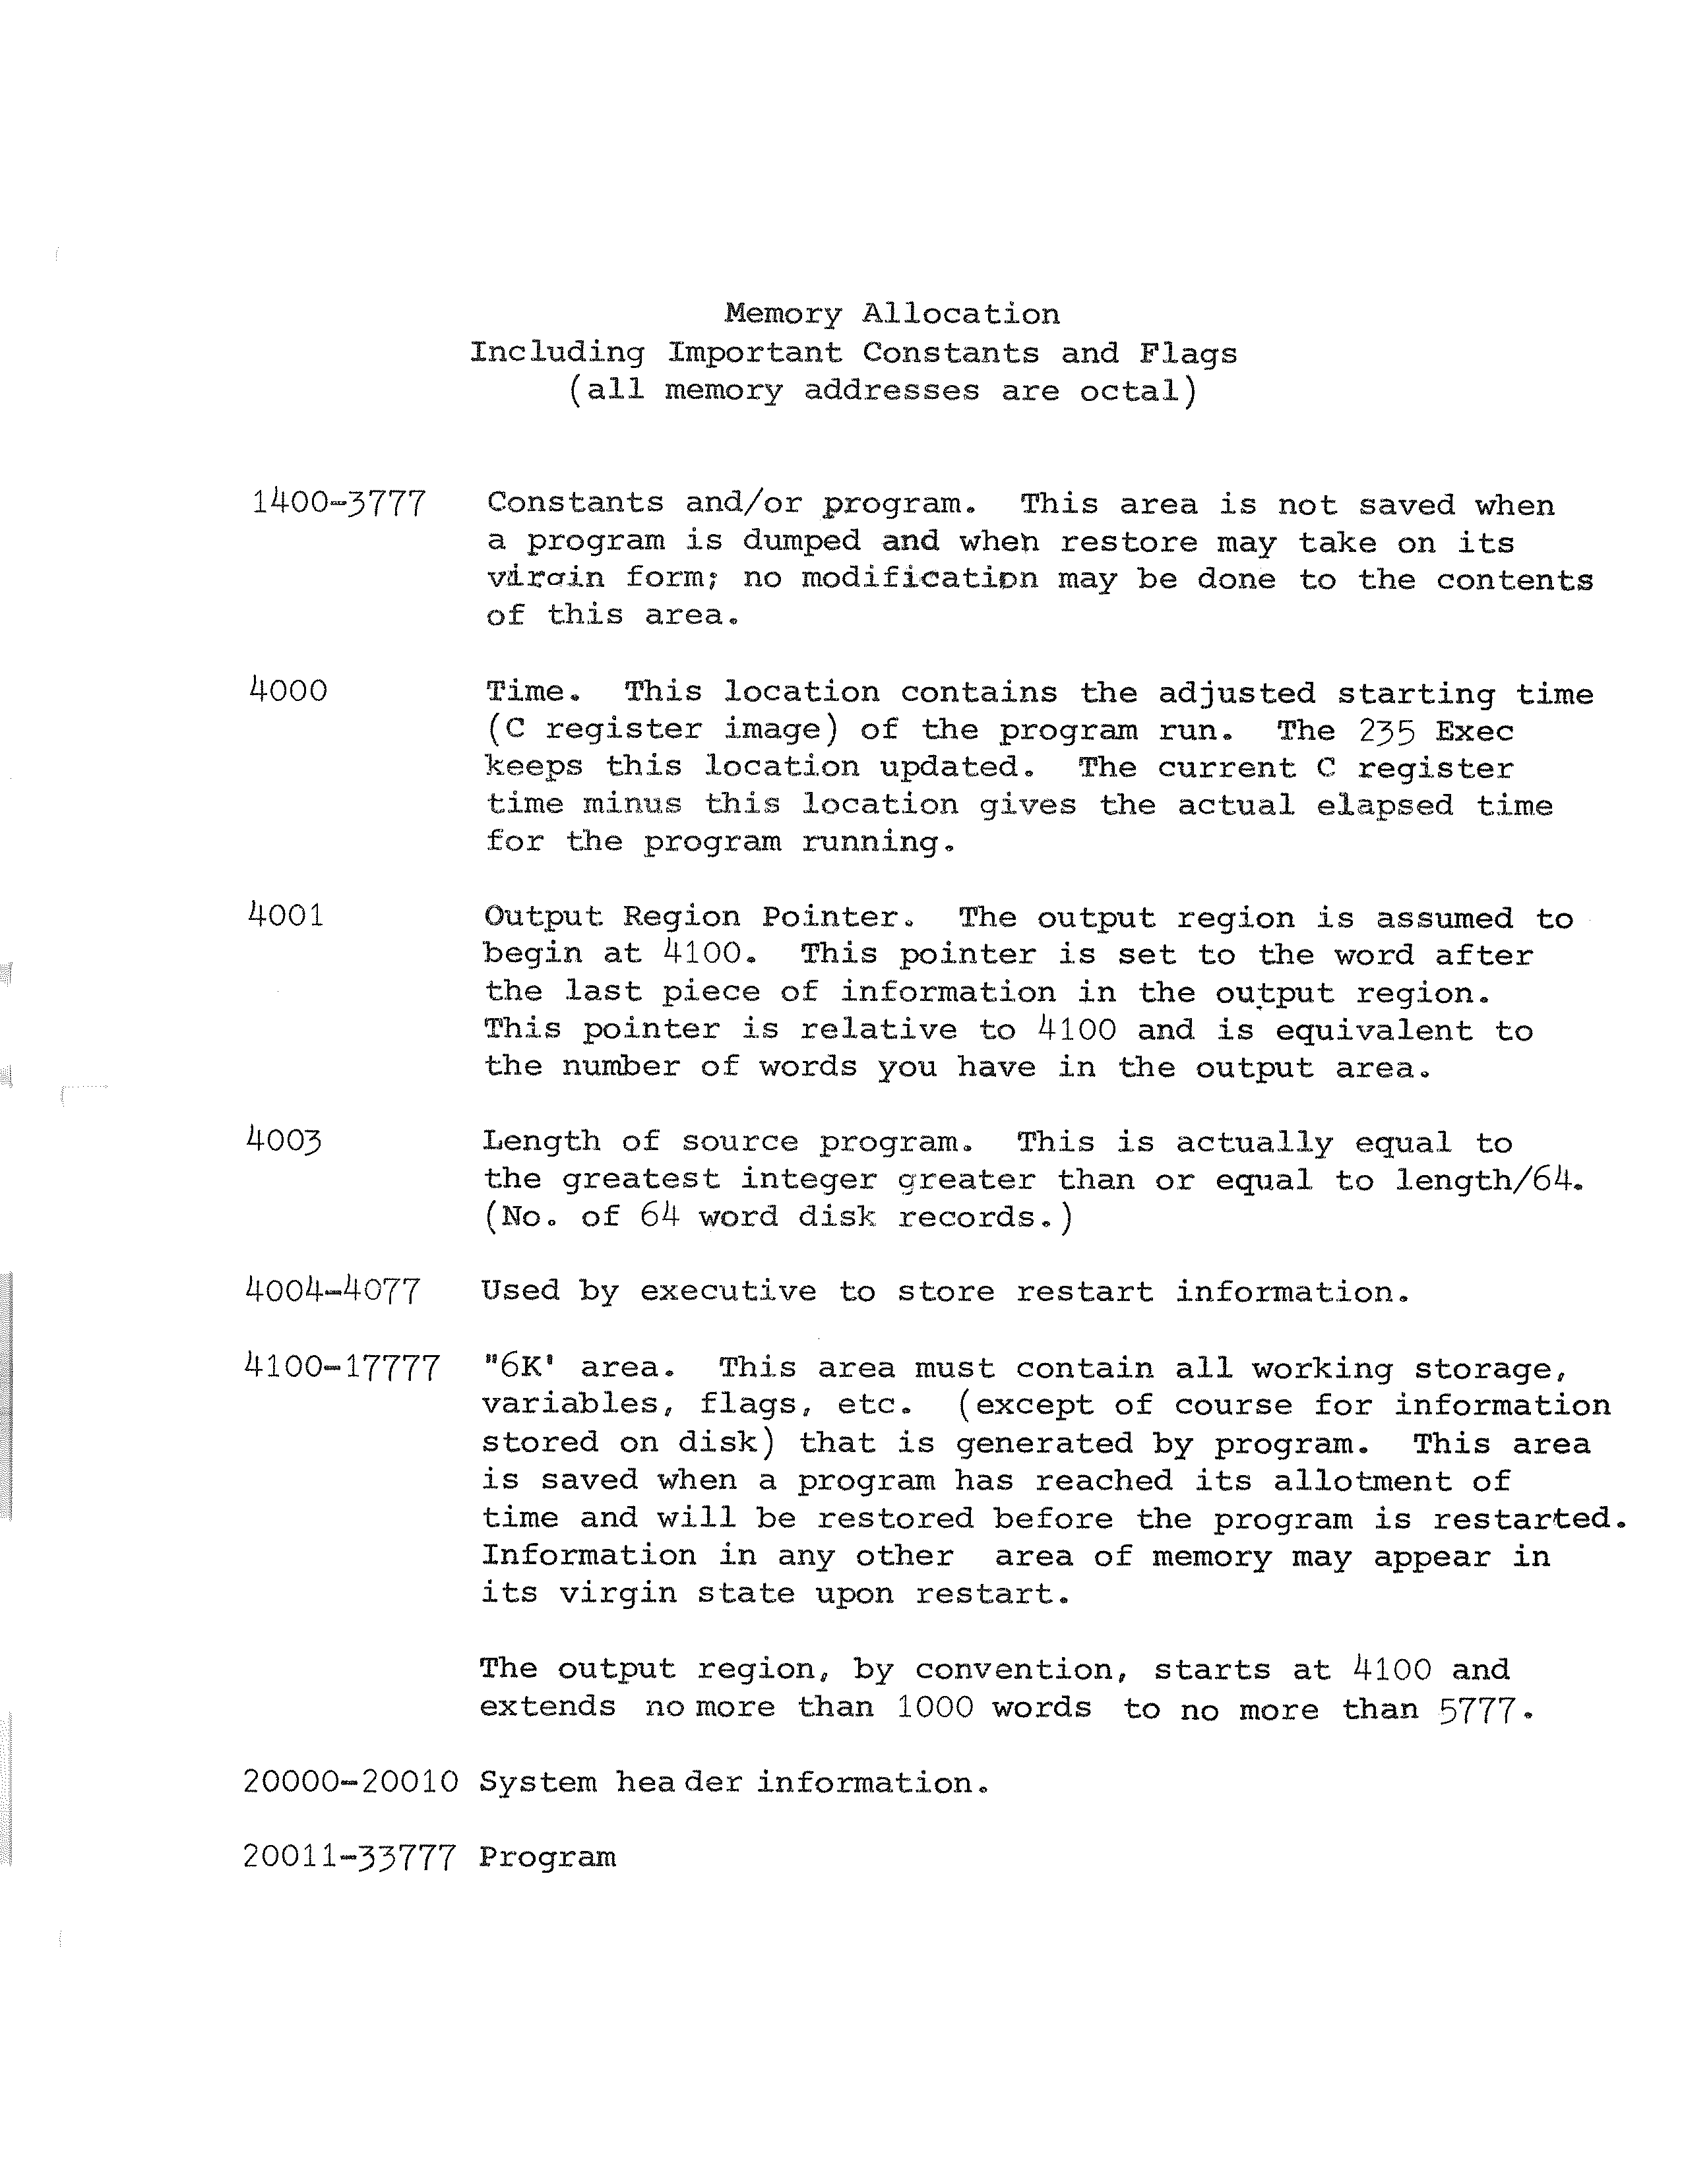 Memory Allocation
Including Important Constants and Flags
(all memory addresses are octal)
1400-3777 Constants and/or program. This area is not saved when
a program is dumped and when restore may take on its
virgin form; no modification may be done to the contents
of this area.
4000 Time. This location contains the adjusted starting time
(C register image) of the program run. The 235 Exec
keeps this location updated. The current C register
time minus this location gives the actual elapsed time
for the program running.
4001 Output Region Pointer. The output region is assumed to
begin at 4100. This pointer is set to the word after
the last piece of information in the output region.
This pointer is relative to 4100 and is equivalent to
the number of words you have in the output area.
4003 Length of source program. This is actually equal to
the greatest integer greater than or equal to length/64.
(No. of 64 word disk records.)
4004-4077 Used by executive to store restart information.
4100-17777 "6K' area. This area must contain all working storage,
variables, flags, etc. (except of course for information
stored on disk) that is generated by program. This area
is saved when a program has reached its allotment of
time and will be restored before the program is restarted.
Information in any other area of memory may appear in
its virgin state upon restart.
The output region, by convention, starts at 4100 and
extends no more than 1000 words to no more than 5777.
20000-20010 System header information.
20011-33777 Program